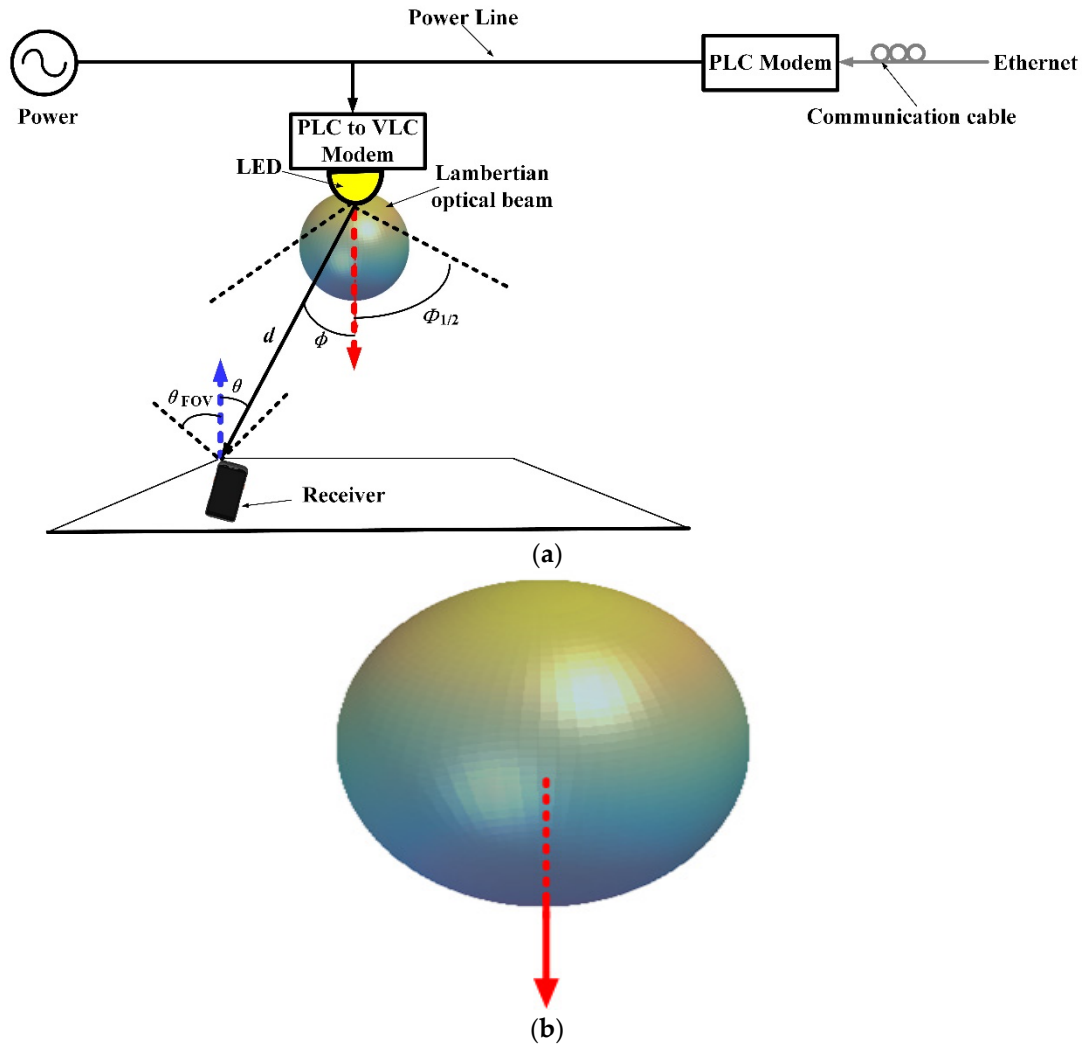 Power Line
PLC Modem
Ethernet
Power
Communication cable
PLC to VLC
Modem
LED
Lambertian
optical beam
Φ1/2
d
ϕ
θ FOV
θ
Receiver
(a)
(b)